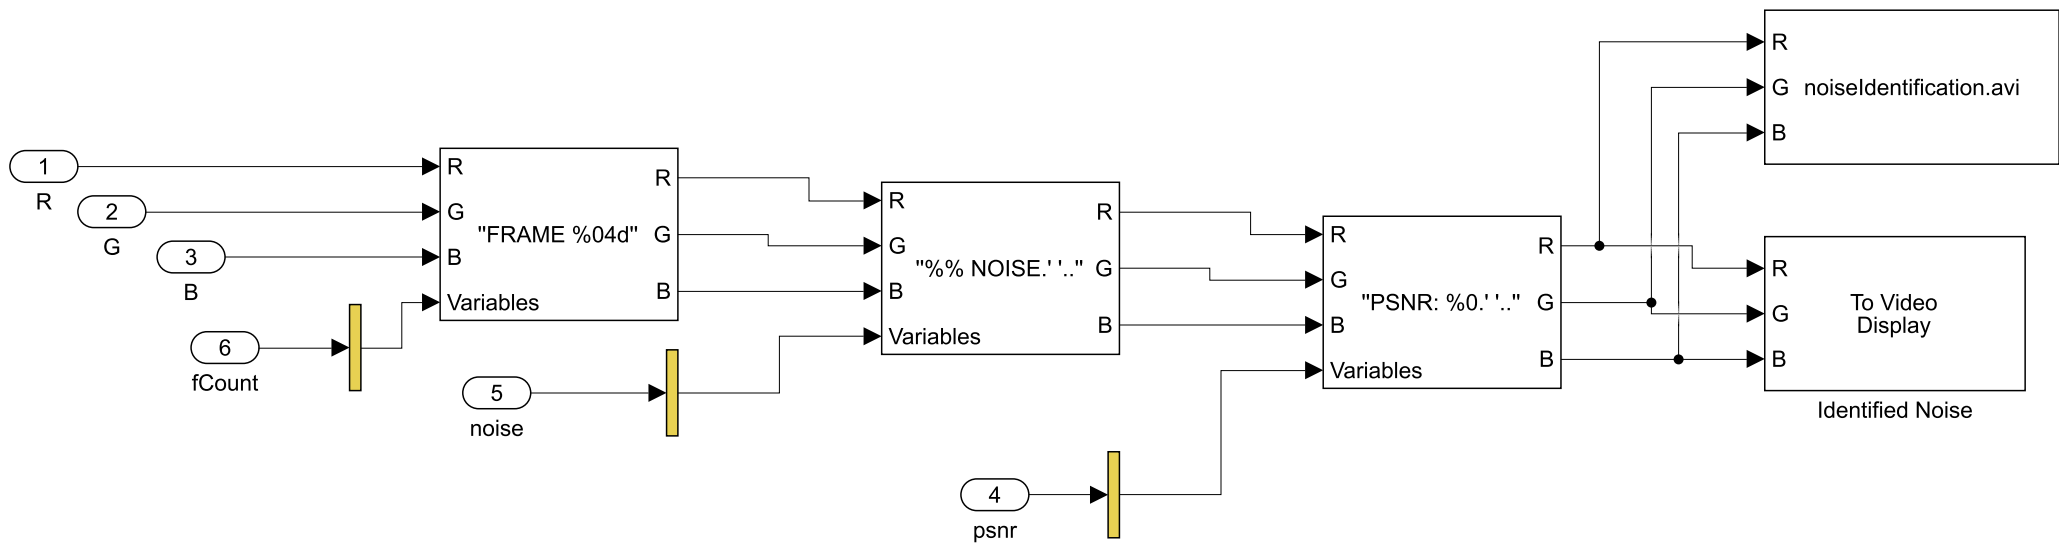 1
R
2
G
3
B
6
fCount
R
G
B
Variables
"FRAME %04d"
R
G
B
5
noise
R
G
B
Variables
"%% NOISE.' '.."
R
G
B
4
psnr
R
G
B
Variables
"PSNR: %0.' '.."
R
G
B
R
G
B
noiseIdentification.avi
R
G
B
To Video
Display
Identified Noise